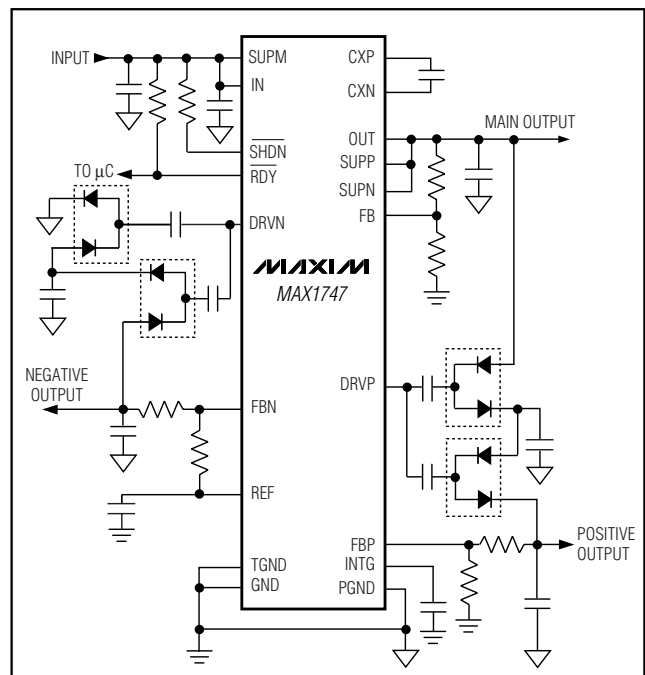 INPUT
SUPM
IN
SHDN
RDY
TO μC
DRVN
NEGATIVE
OUTPUT
FBN
REF
TGND
GND
MAXIM
MAX1747
CXP
CXN
OUT
MAIN OUTPUT
SUPP
SUPN
FB
DRVP
FBP
POSITIVE
OUTPUT
INTG
PGND